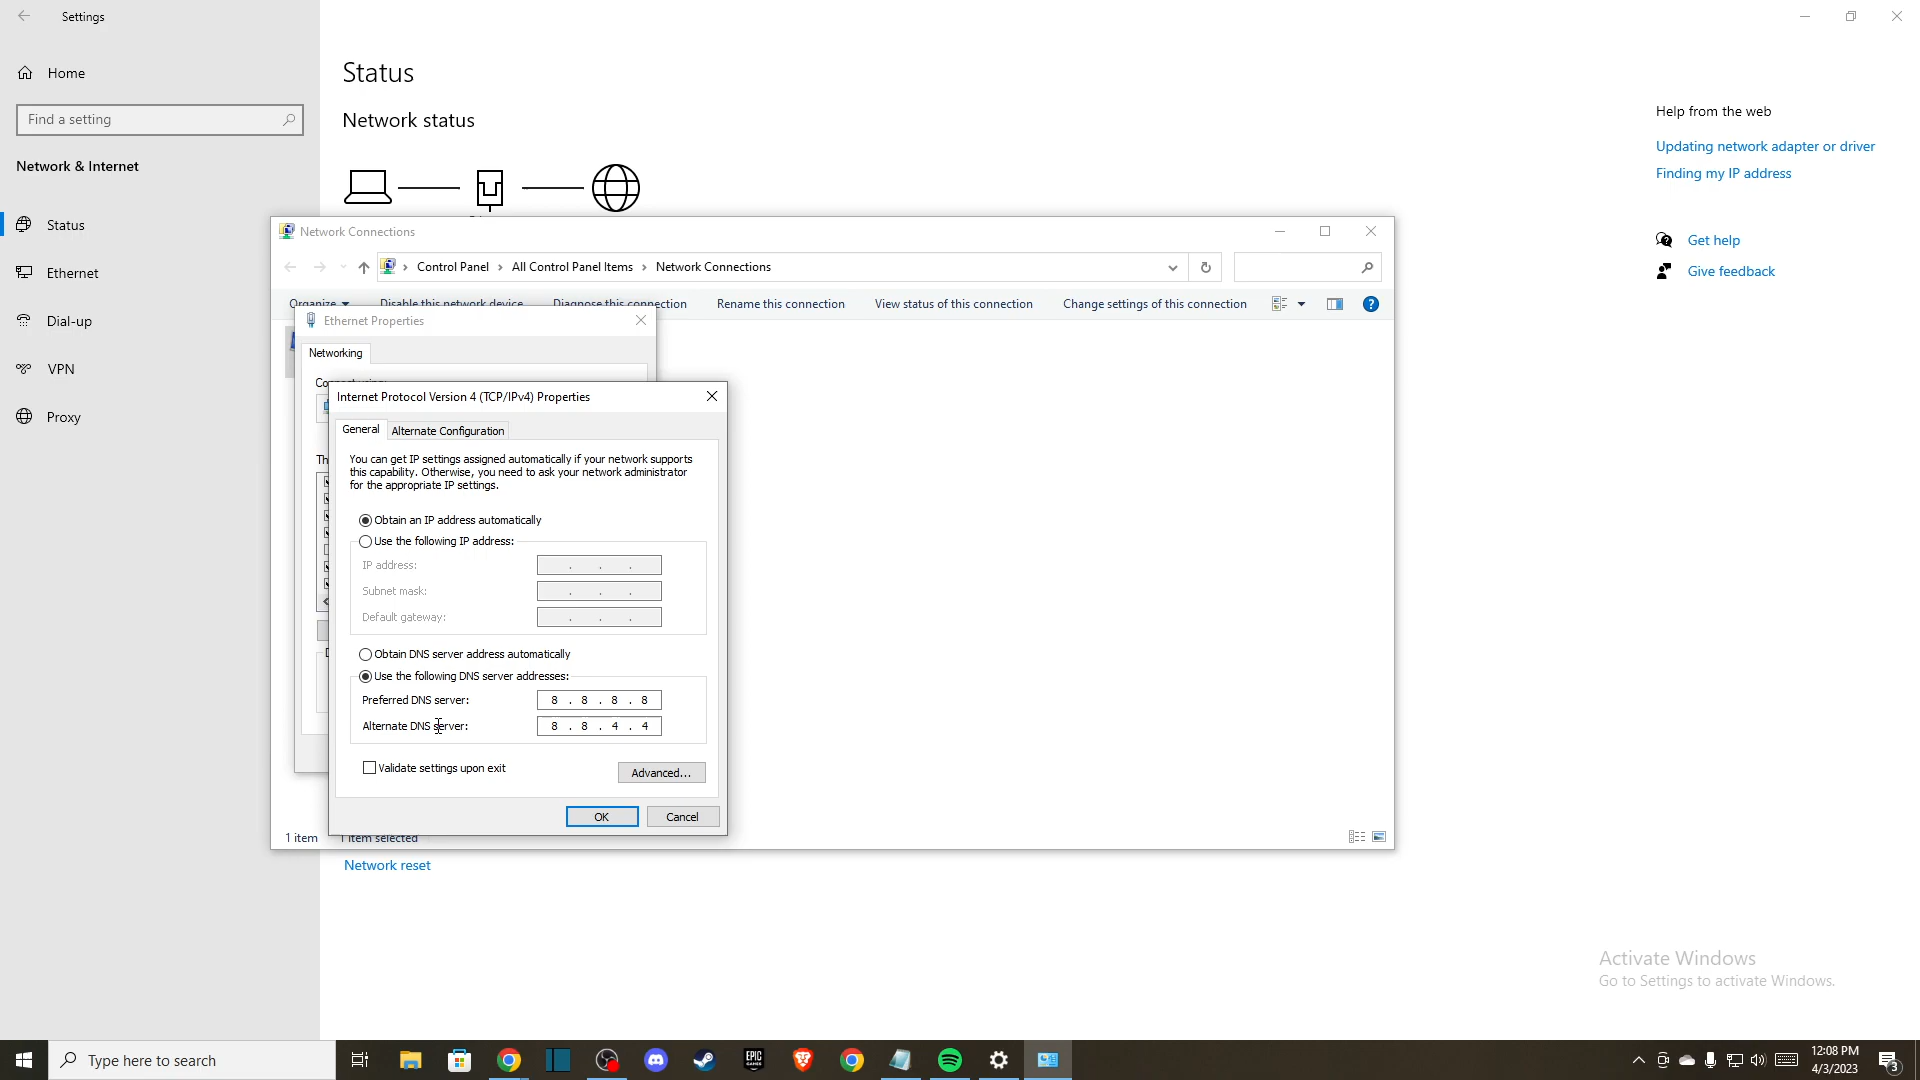 Settings
Home
Find a setting
Network & Internet
Status
Ethernet
Dial-up
VPN
Proxy
Status
Network status
Help from the web
Updating network adapter or driver
Finding my IP address
Get help
Give feedback
Network Connections
Control Panel
All Control Panel Items
Network Connections
Organize
Disable this network device
Diagnose this connection
Rename this connection
View status of this connection
Change settings of this connection
Ethernet Properties
Networking
Internet Protocol Version 4 (TCP/IPv4) Properties
General
Alternate Configuration
You can get IP settings assigned automatically if your network supports
this capability. Otherwise, you need to ask your network administrator
for the appropriate IP settings.
Obtain an IP address automatically
Use the following IP address:
IP address:
. . .
Subnet mask:
. . .
Default gateway:
. . .
Obtain DNS server address automatically
Use the following DNS server addresses:
Preferred DNS server:
8 . 8 . 8 . 8
Alternate DNS server:
8 . 8 . 4 . 4
Validate settings upon exit
Advanced...
OK
Cancel
1 item
1 item selected
Network reset
Activate Windows
Go to Settings to activate Windows.
Type here to search
EPIC
GAMES
12:08 PM
4/3/2023
3